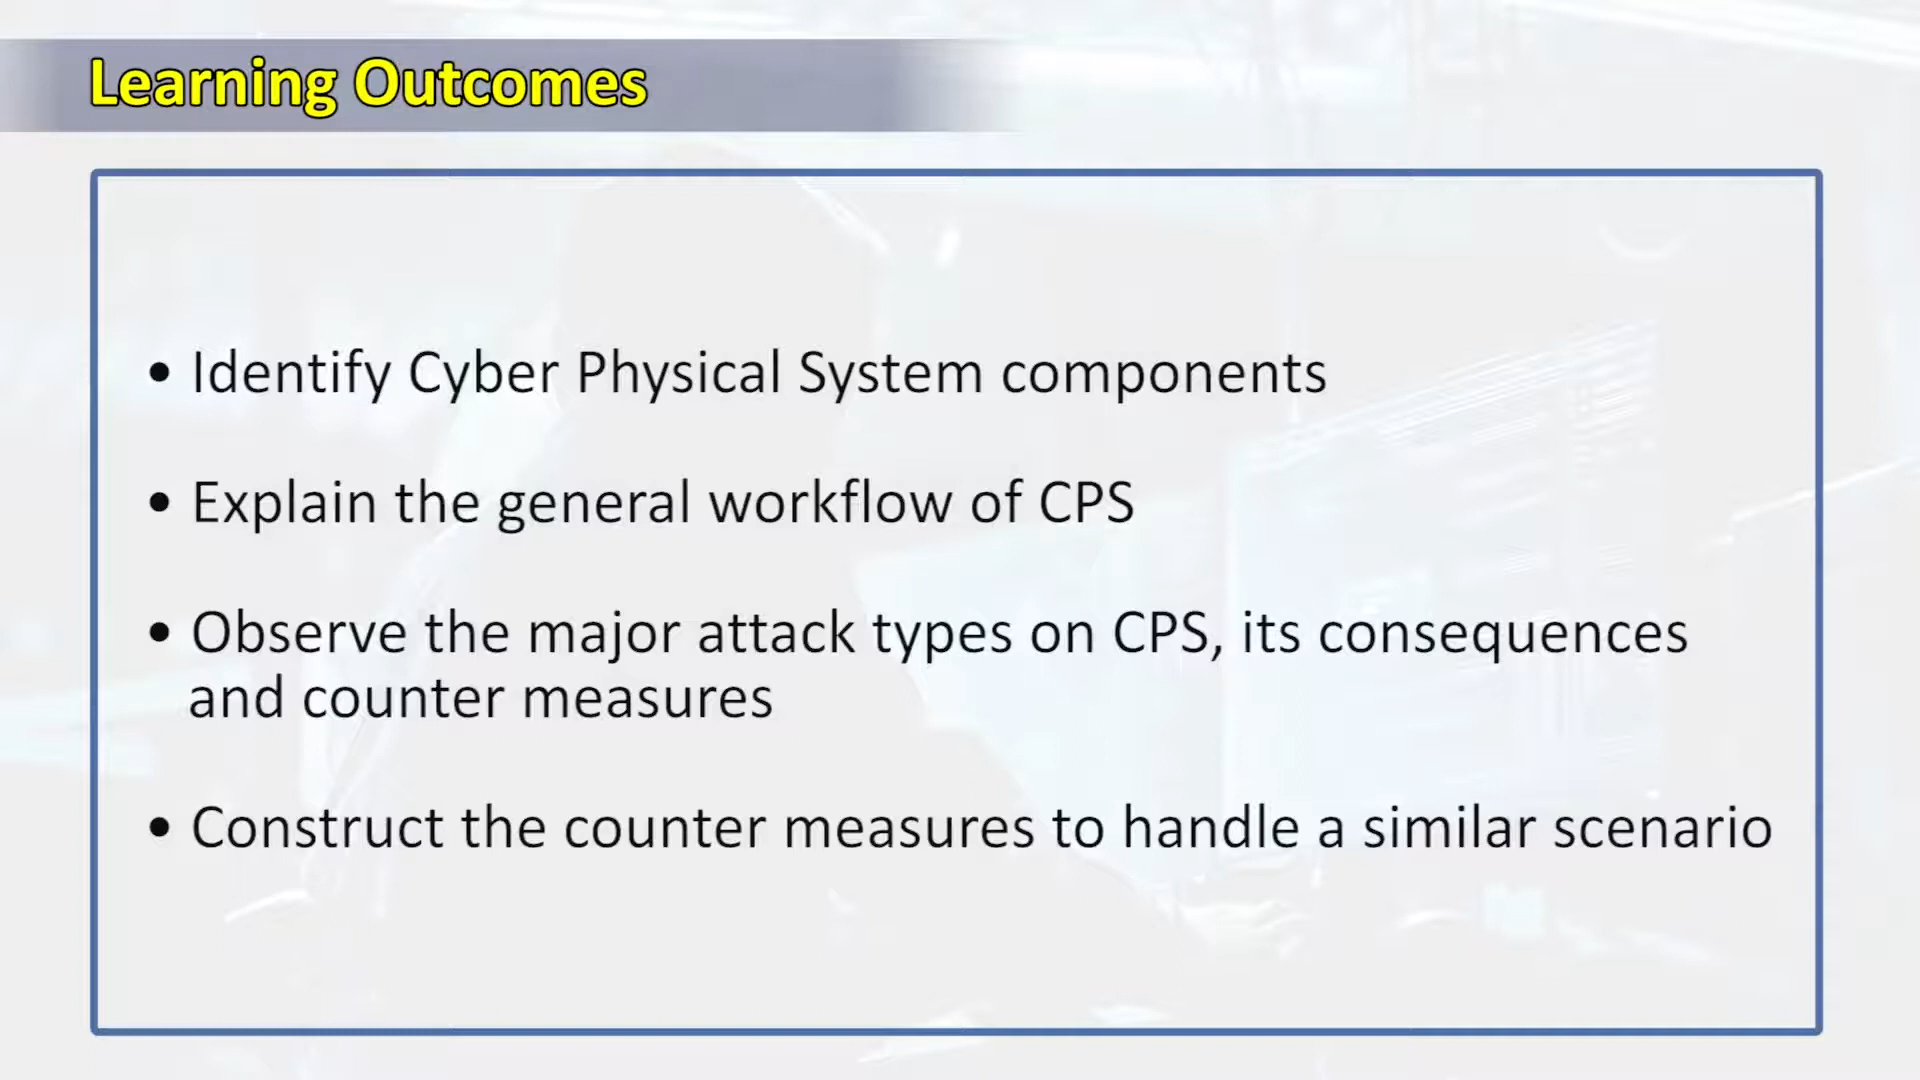 Learning Outcomes
• Identify Cyber Physical System components
• Explain the general workflow of CPS
• Observe the major attack types on CPS, its consequences
and counter measures
• Construct the counter measures to handle a similar scenario